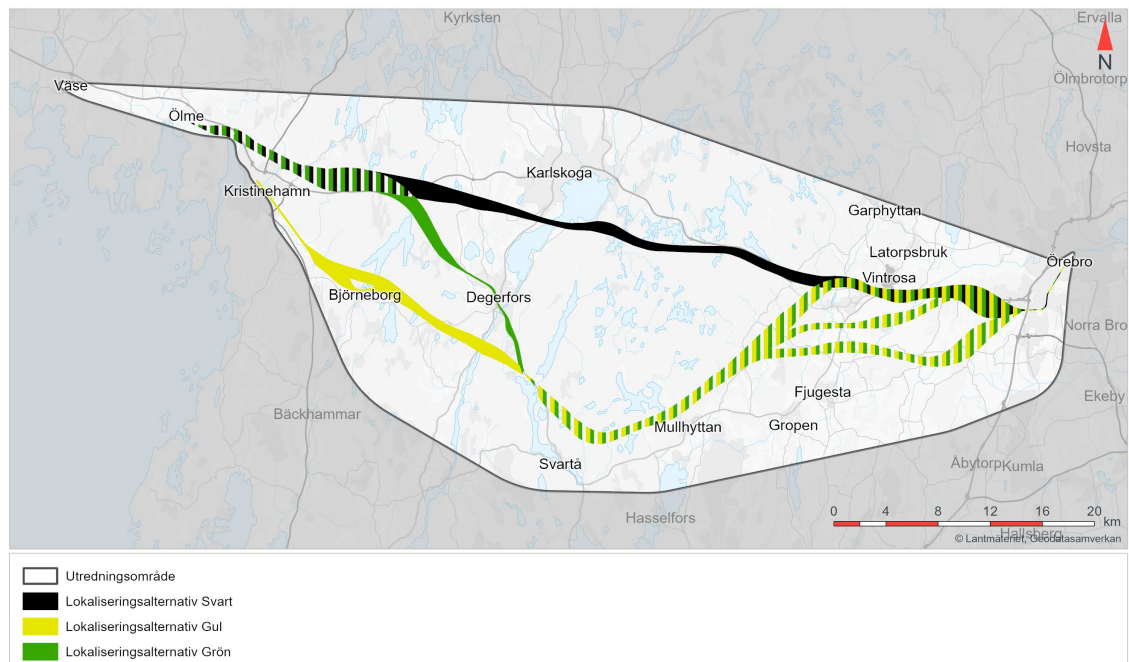 Kyrksten
Ervalla
N
Väse
Ölmbrotorp
Ölme
Hovsta
Karlskoga
Kristinehamn
Garphyttan
Latorpsbruk
Örebro
Vintrosa
Björneborg
Degerfors
Norra Bro
Fjugesta
Ekeby
Bäckhammar
Mullhyttan
Gropen
Svartå
Åbytorp
Kumla
Hasselfors
0 4 8 12 16 20
km
Hallsberg
© Lantmäteriet, Geodatasamverkan
Utredningsområde
Lokaliseringsalternativ Svart
Lokaliseringsalternativ Gul
Lokaliseringsalternativ Grön